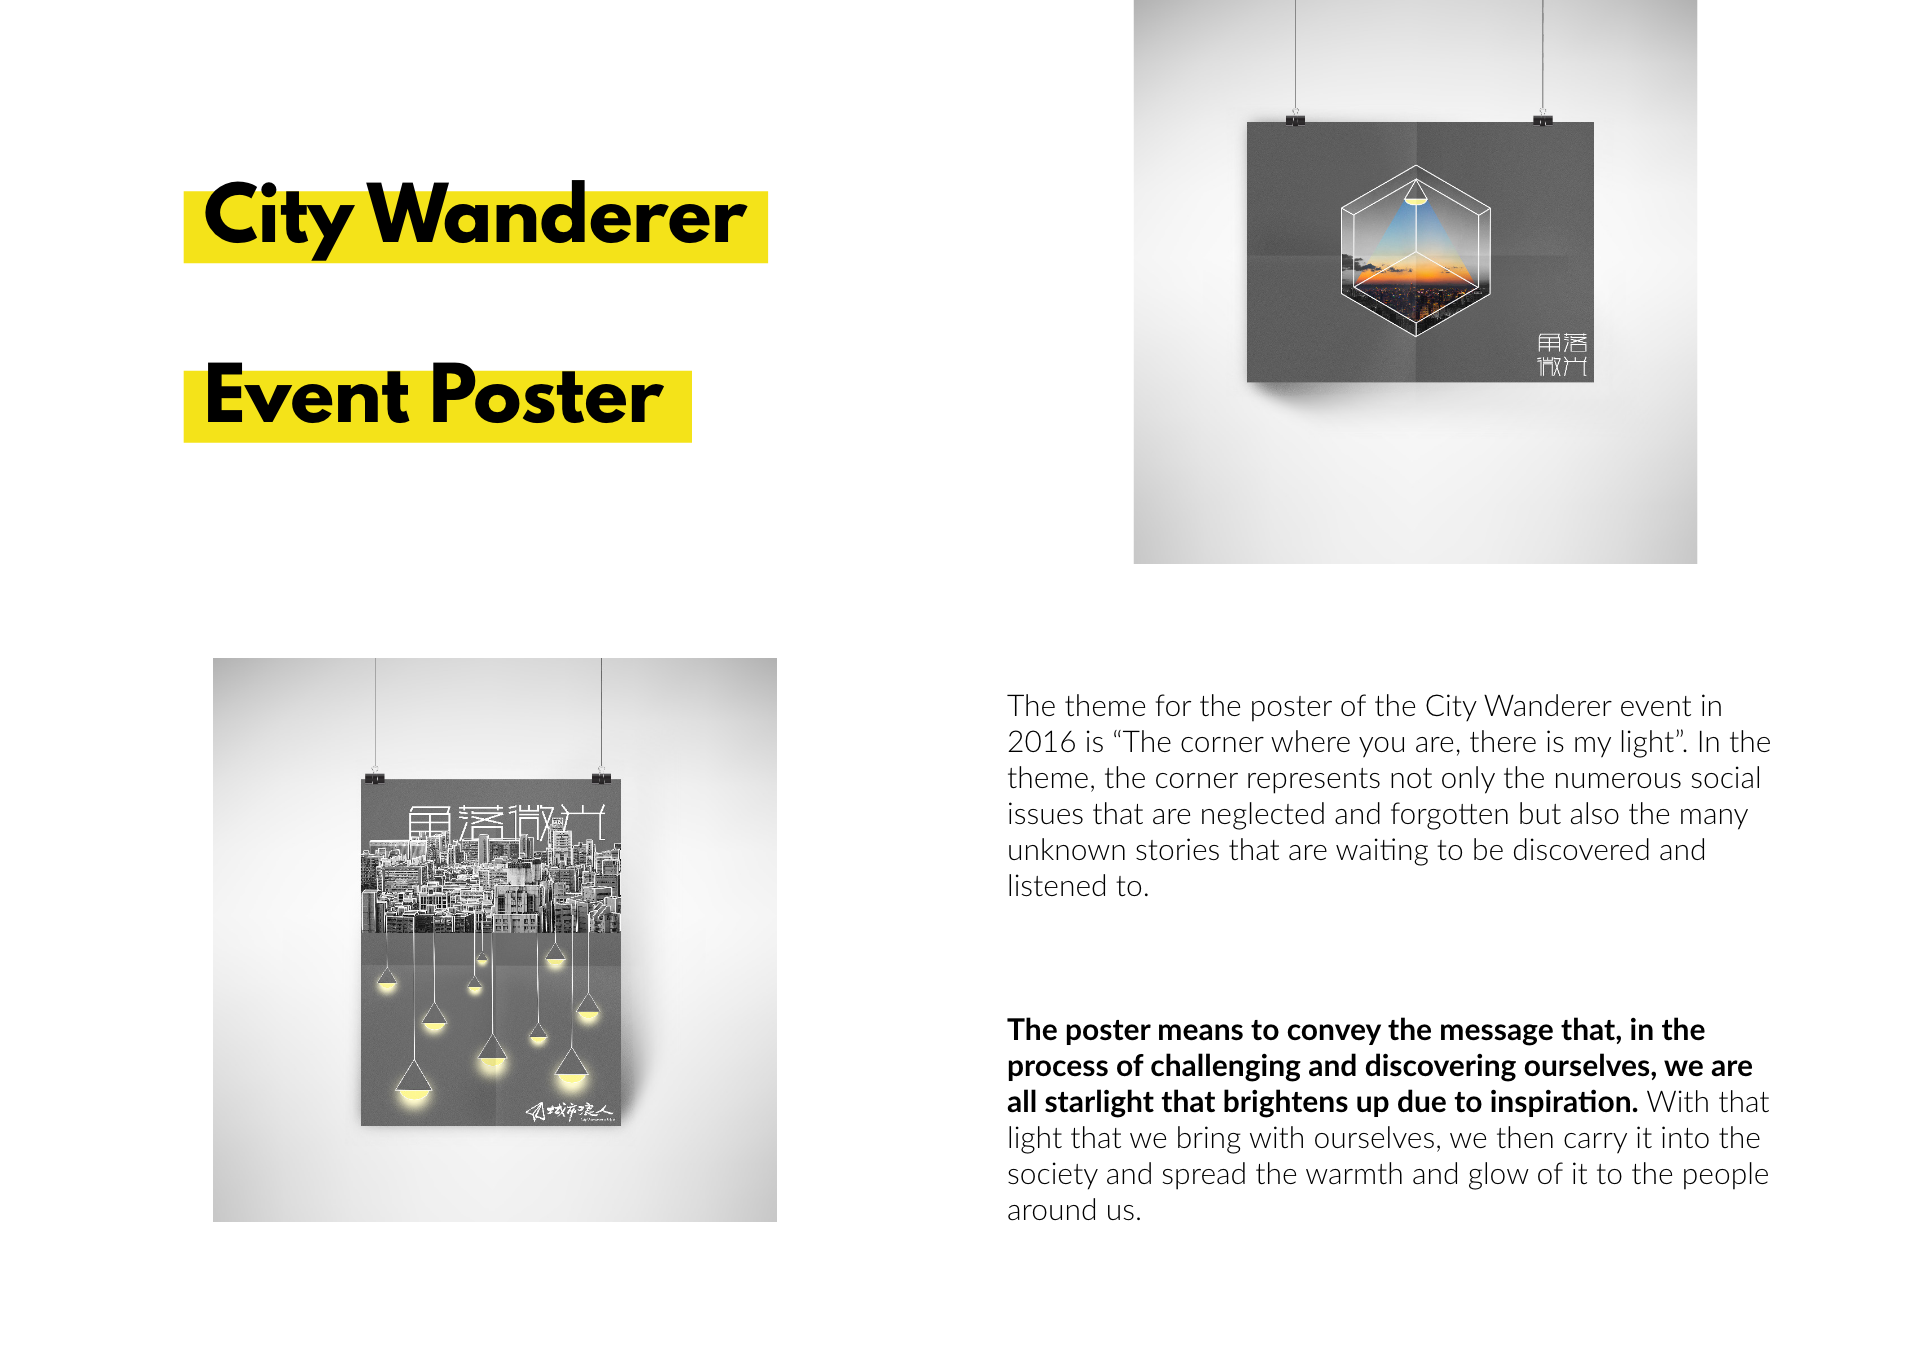 City Wanderer
Event Poster
角落
微光
角落微光
城市浪人
The theme for the poster of the City Wanderer event in
2016 is “The corner where you are, there is my light”. In the
theme, the corner represents not only the numerous social
issues that are neglected and forgotten but also the many
unknown stories that are waiting to be discovered and
listened to.
The poster means to convey the message that, in the
process of challenging and discovering ourselves, we are
all starlight that brightens up due to inspiration. With that
light that we bring with ourselves, we then carry it into the
society and spread the warmth and glow of it to the people
around us.